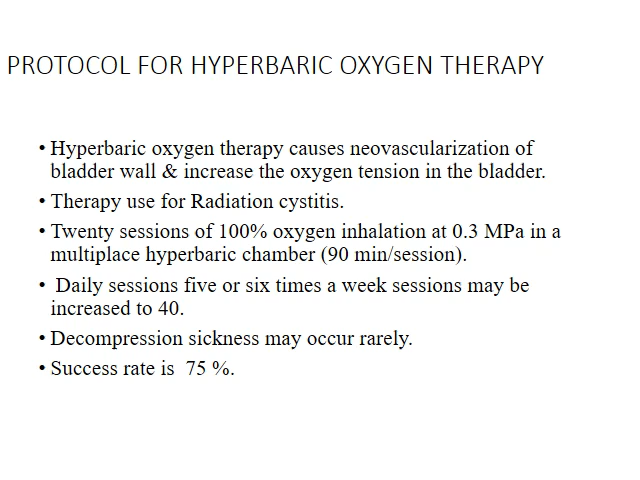 PROTOCOL FOR HYPERBARIC OXYGEN THERAPY
• Hyperbaric oxygen therapy causes neovascularization of
bladder wall & increase the oxygen tension in the bladder.
• Therapy use for Radiation cystitis.
• Twenty sessions of 100% oxygen inhalation at 0.3 MPa in a
multiplace hyperbaric chamber (90 min/session).
• Daily sessions five or six times a week sessions may be
increased to 40.
• Decompression sickness may occur rarely.
• Success rate is 75 %.